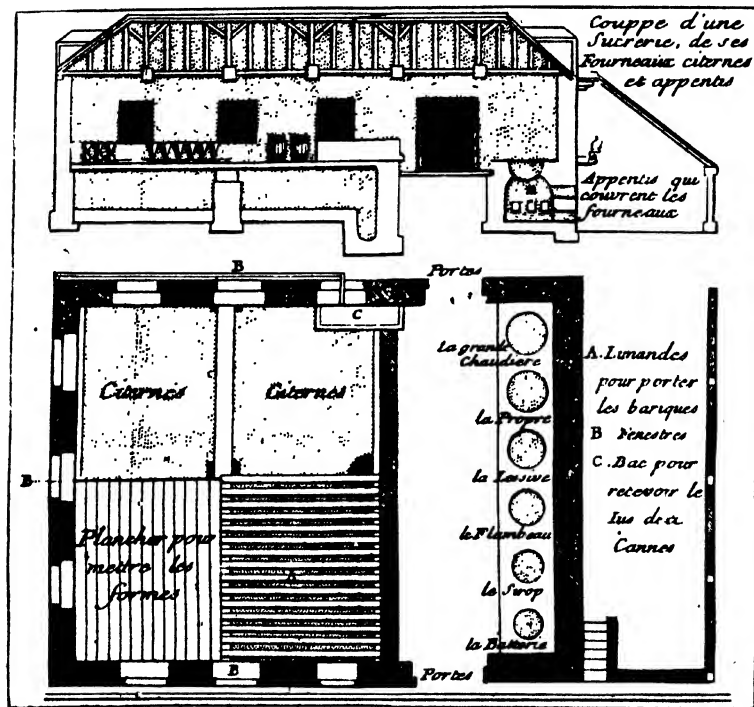 Couppe d'une
Sucrerie, de ses
Fourneaux citernes
et appentis
Appentis qui
couvrent les
fourneaux
B
Portes
C
La grande
Chaudiere
Citernes
Citernes
la Propre
B
la Lessive
Plancher pour
mettre les
formes
A
le Flambeau
le Sirop
la Batterie
B
Portes
A. Limandes
pour porter
les bariques
B Fenestres
C. Bac pour
recevoir le
Ius des
Cannes